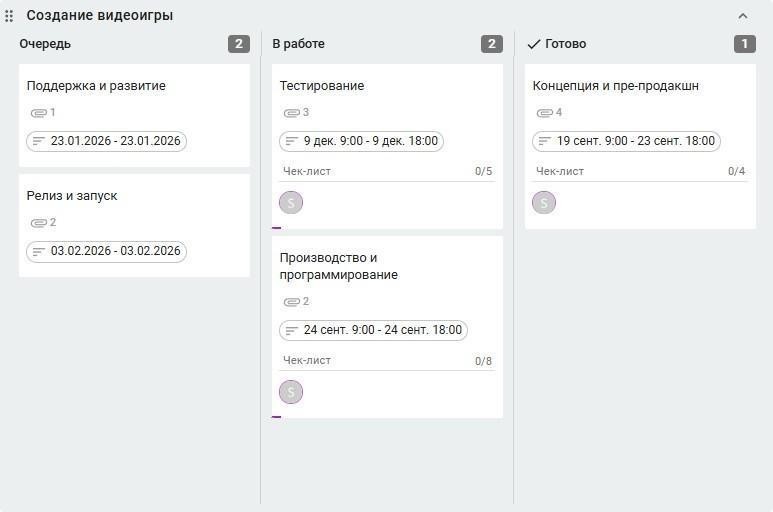 Создание видеоигры
Очередь
2
Поддержка и развитие
1
23.01.2026 - 23.01.2026
Релиз и запуск
2
03.02.2026 - 03.02.2026
В работе
2
Тестирование
3
9 дек. 9:00 - 9 дек. 18:00
Чек-лист 0/5
S
Производство и
программирование
2
24 сент. 9:00 - 24 сент. 18:00
Чек-лист 0/8
S
Готово
1
Концепция и пре-продакшн
4
19 сент. 9:00 - 23 сент. 18:00
Чек-лист 0/4
S